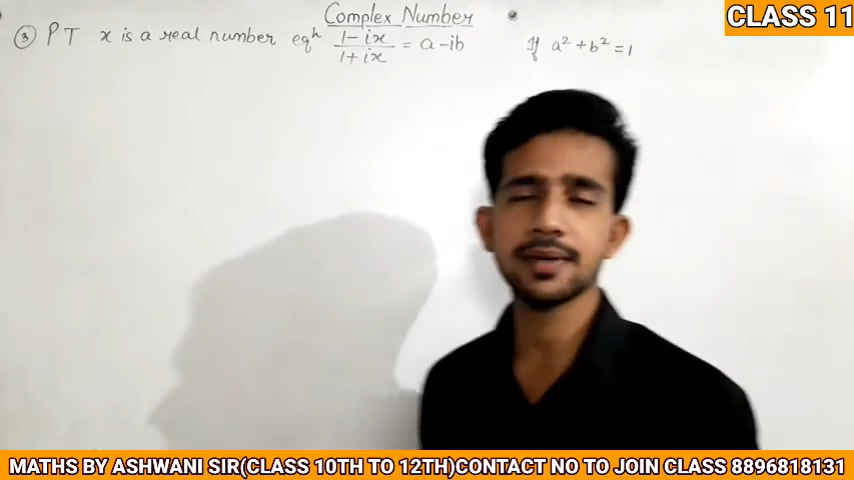 Complex Number
CLASS 11
③ PT x is a real number eqⁿ (1-ix)/(1+ix) = a-ib If a² + b² = 1
MATHS BY ASHWANI SIR(CLASS 10TH TO 12TH)CONTACT NO TO JOIN CLASS 8896818131